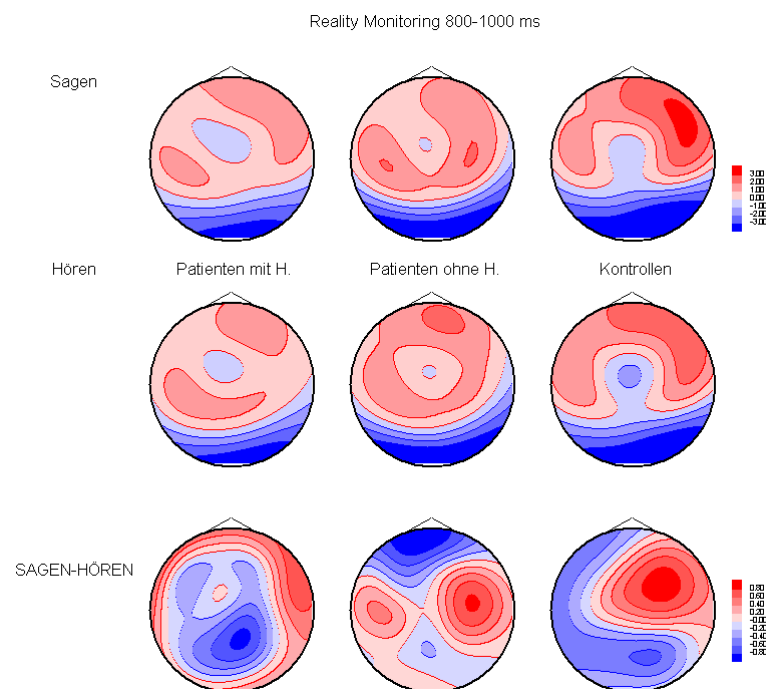 Reality Monitoring 800-1000 ms
Sagen
Hören
Patienten mit H.
Patienten ohne H.
Kontrollen
SAGEN-HÖREN